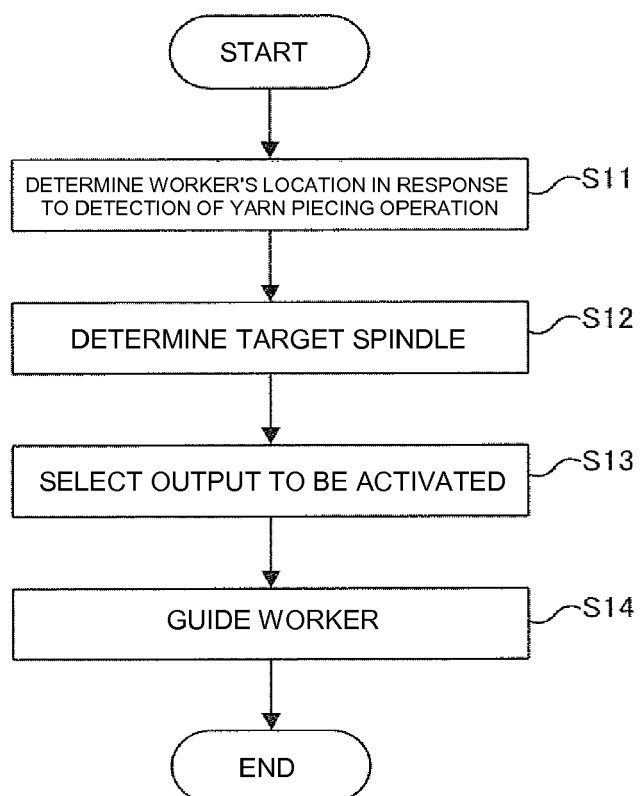 START
DETERMINE WORKER'S LOCATION IN RESPONSE
TO DETECTION OF YARN PIECING OPERATION
S11
DETERMINE TARGET SPINDLE
S12
SELECT OUTPUT TO BE ACTIVATED
S13
GUIDE WORKER
S14
END